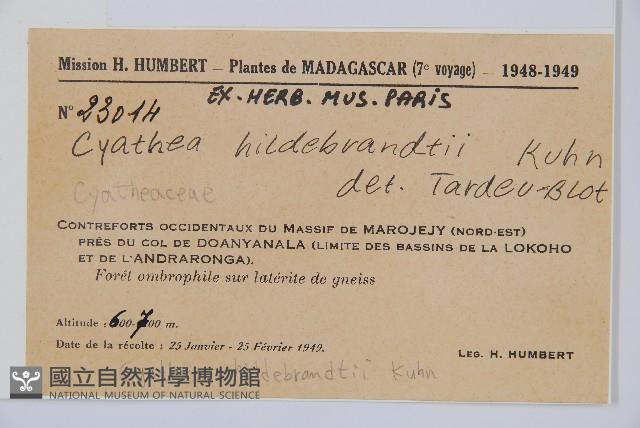 Mission H. HUMBERT — Plantes de MADAGASCAR (7e voyage) — 1948-1949
EX. HERB. MUS. PARIS
N° 23014
Cyathea hildebrandtii Kuhn
det. Tardeu-BLOT
Cyatheaceae
CONTREFORTS OCCIDENTAUX DU MASSIF DE MAROJEJY (NORD-EST)
PRÈS DU COL DE DOANYANALA (LIMITE DES BASSINS DE LA LOKOHO
ET DE L'ANDRARONGA).
Forêt ombrophile sur latérite de gneiss
Altitude : 600-700 m.
Date de la récolte : 25 Janvier - 25 Février 1949.
LEG. H. HUMBERT
hildebrandtii Kuhn
國立自然科學博物館
NATIONAL MUSEUM OF NATURAL SCIENCE